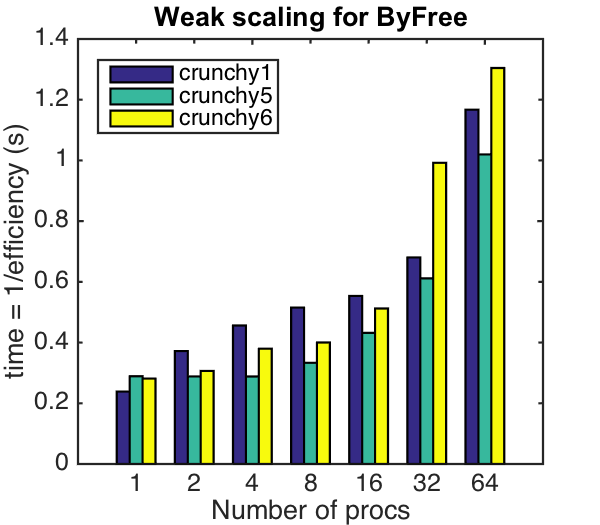 Weak scaling for ByFree
1.4
1.2
1
0.8
0.6
0.4
0.2
0
time = 1/efficiency (s)
crunchy1
crunchy5
crunchy6
1 2 4 8 16 32 64
Number of procs